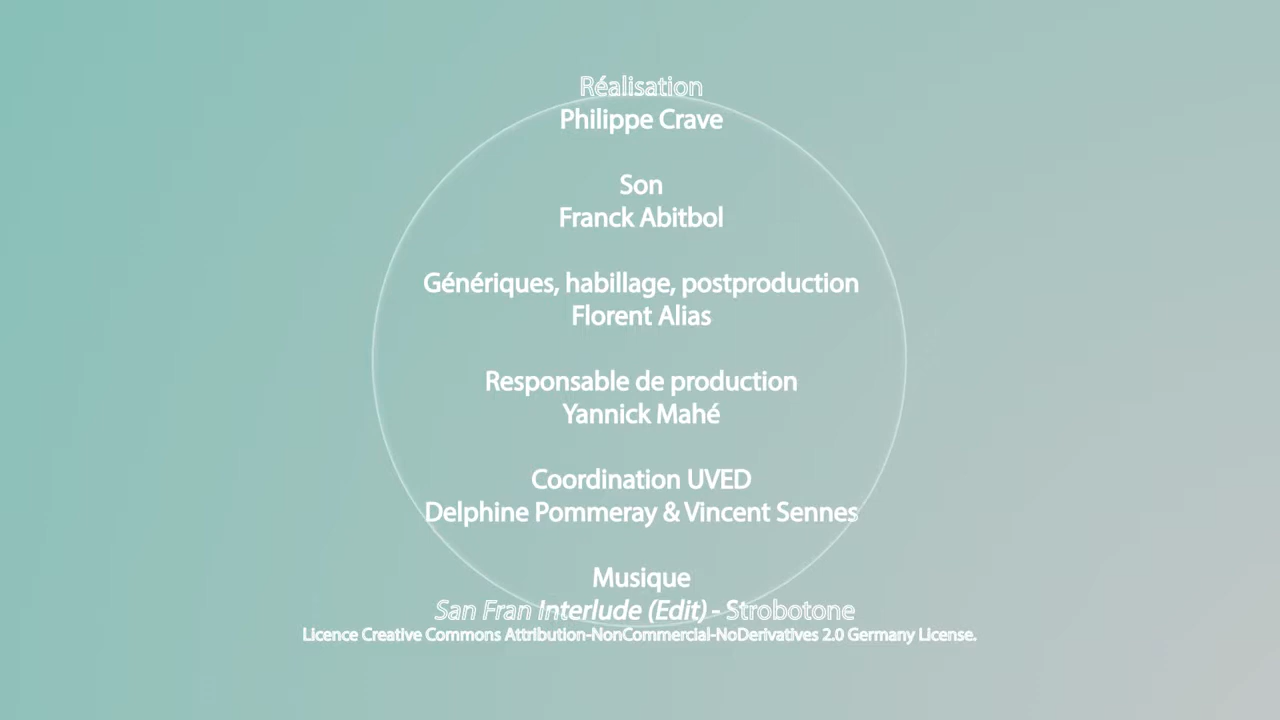 Réalisation
Philippe Crave
Son
Franck Abitbol
Génériques, habillage, postproduction
Florent Alias
Responsable de production
Yannick Mahé
Coordination UVED
Delphine Pommeray & Vincent Sennes
Musique
San Fran Interlude (Edit) - Strobotone
Licence Creative Commons Attribution-NonCommercial-NoDerivatives 2.0 Germany License.